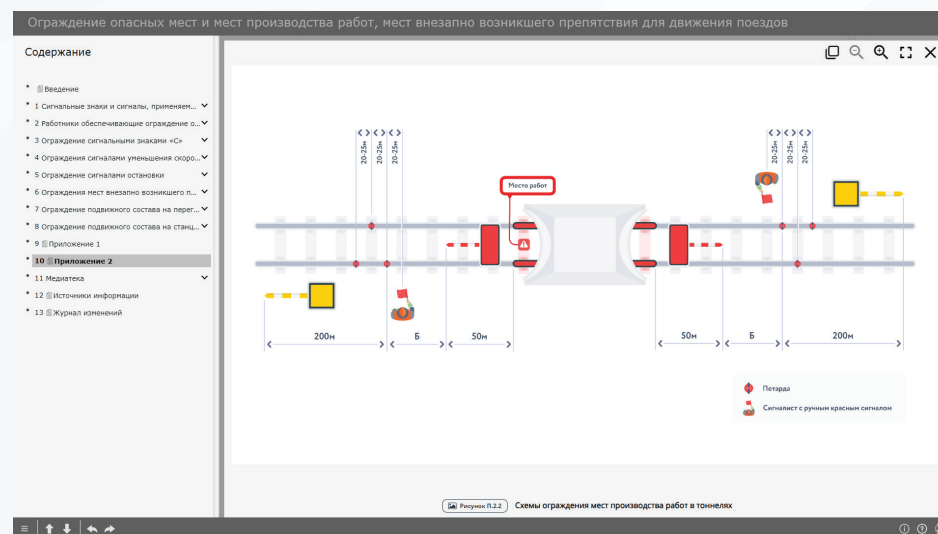 Ограждение опасных мест и мест производства работ, мест внезапно возникшего препятствия для движения поездов
Содержание
Введение
1 Сигнальные знаки и сигналы, применяем...
2 Работники обеспечивающие ограждение о...
3 Ограждение сигнальными знаками «С»
4 Ограждения сигналами уменьшения скоро...
5 Ограждение сигналами остановки
6 Ограждения мест внезапно возникшего п...
7 Ограждение подвижного состава на перег...
8 Ограждение подвижного состава на станц...
9 Приложение 1
10 Приложение 2
11 Медиатека
12 Источники информации
13 Журнал изменений
20-25м 20-25м 20-25м
20-25м 20-25м 20-25м
Место работ
200м Б 50м
50м Б 200м
Петарда
Сигналист с ручным красным сигналом
Рисунок П.2.2 Схемы ограждения мест производства работ в тоннелях